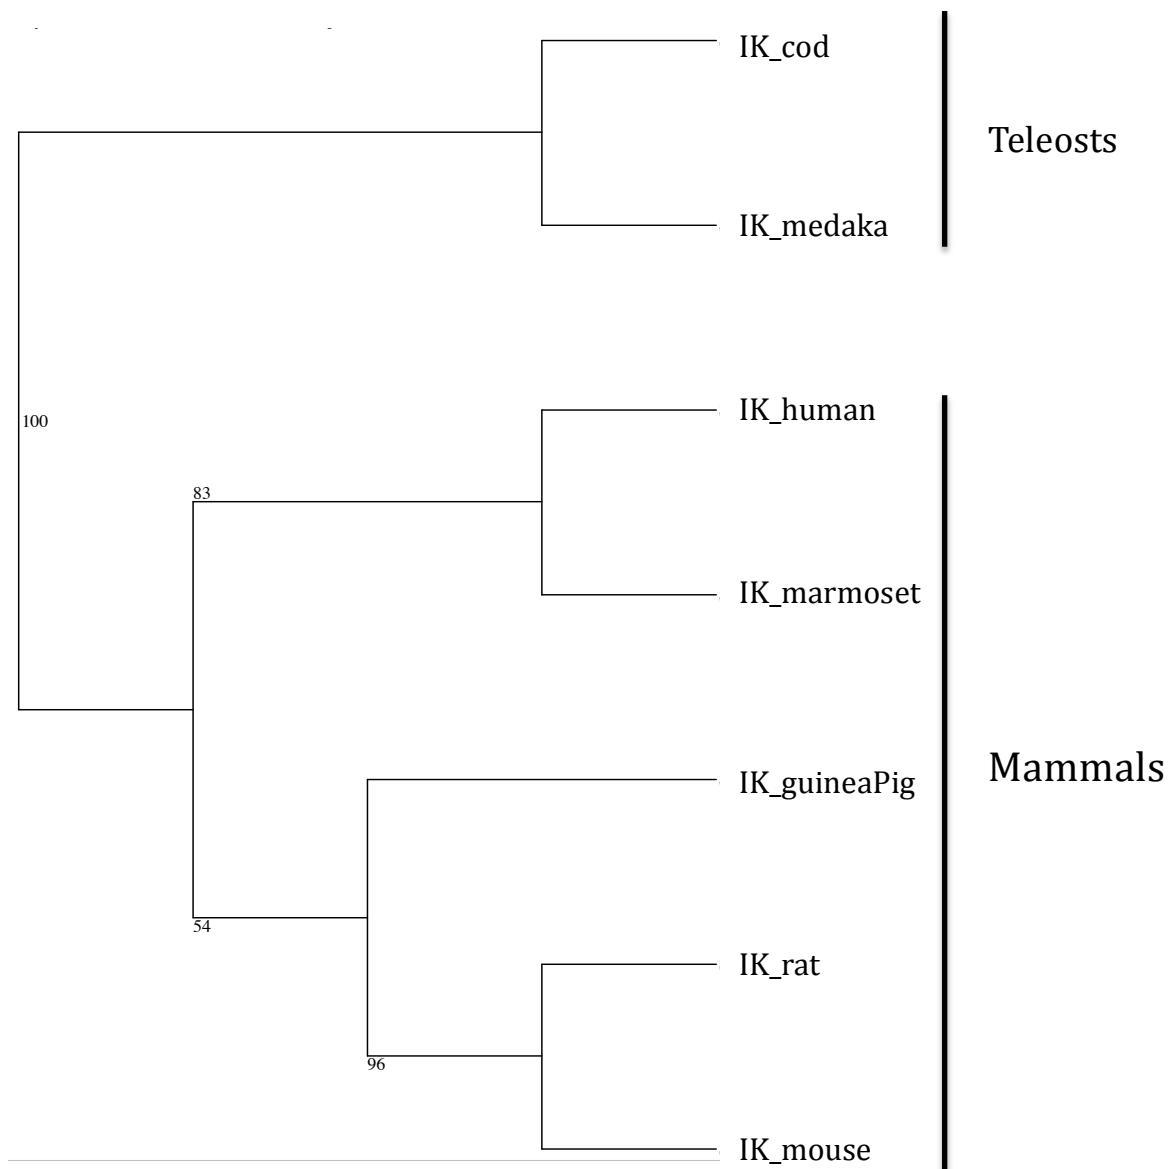 IK_cod
Teleosts
IK_medaka
IK_human
100
83
IK_marmoset
Mammals
IK_guineaPig
54
IK_rat
96
IK_mouse